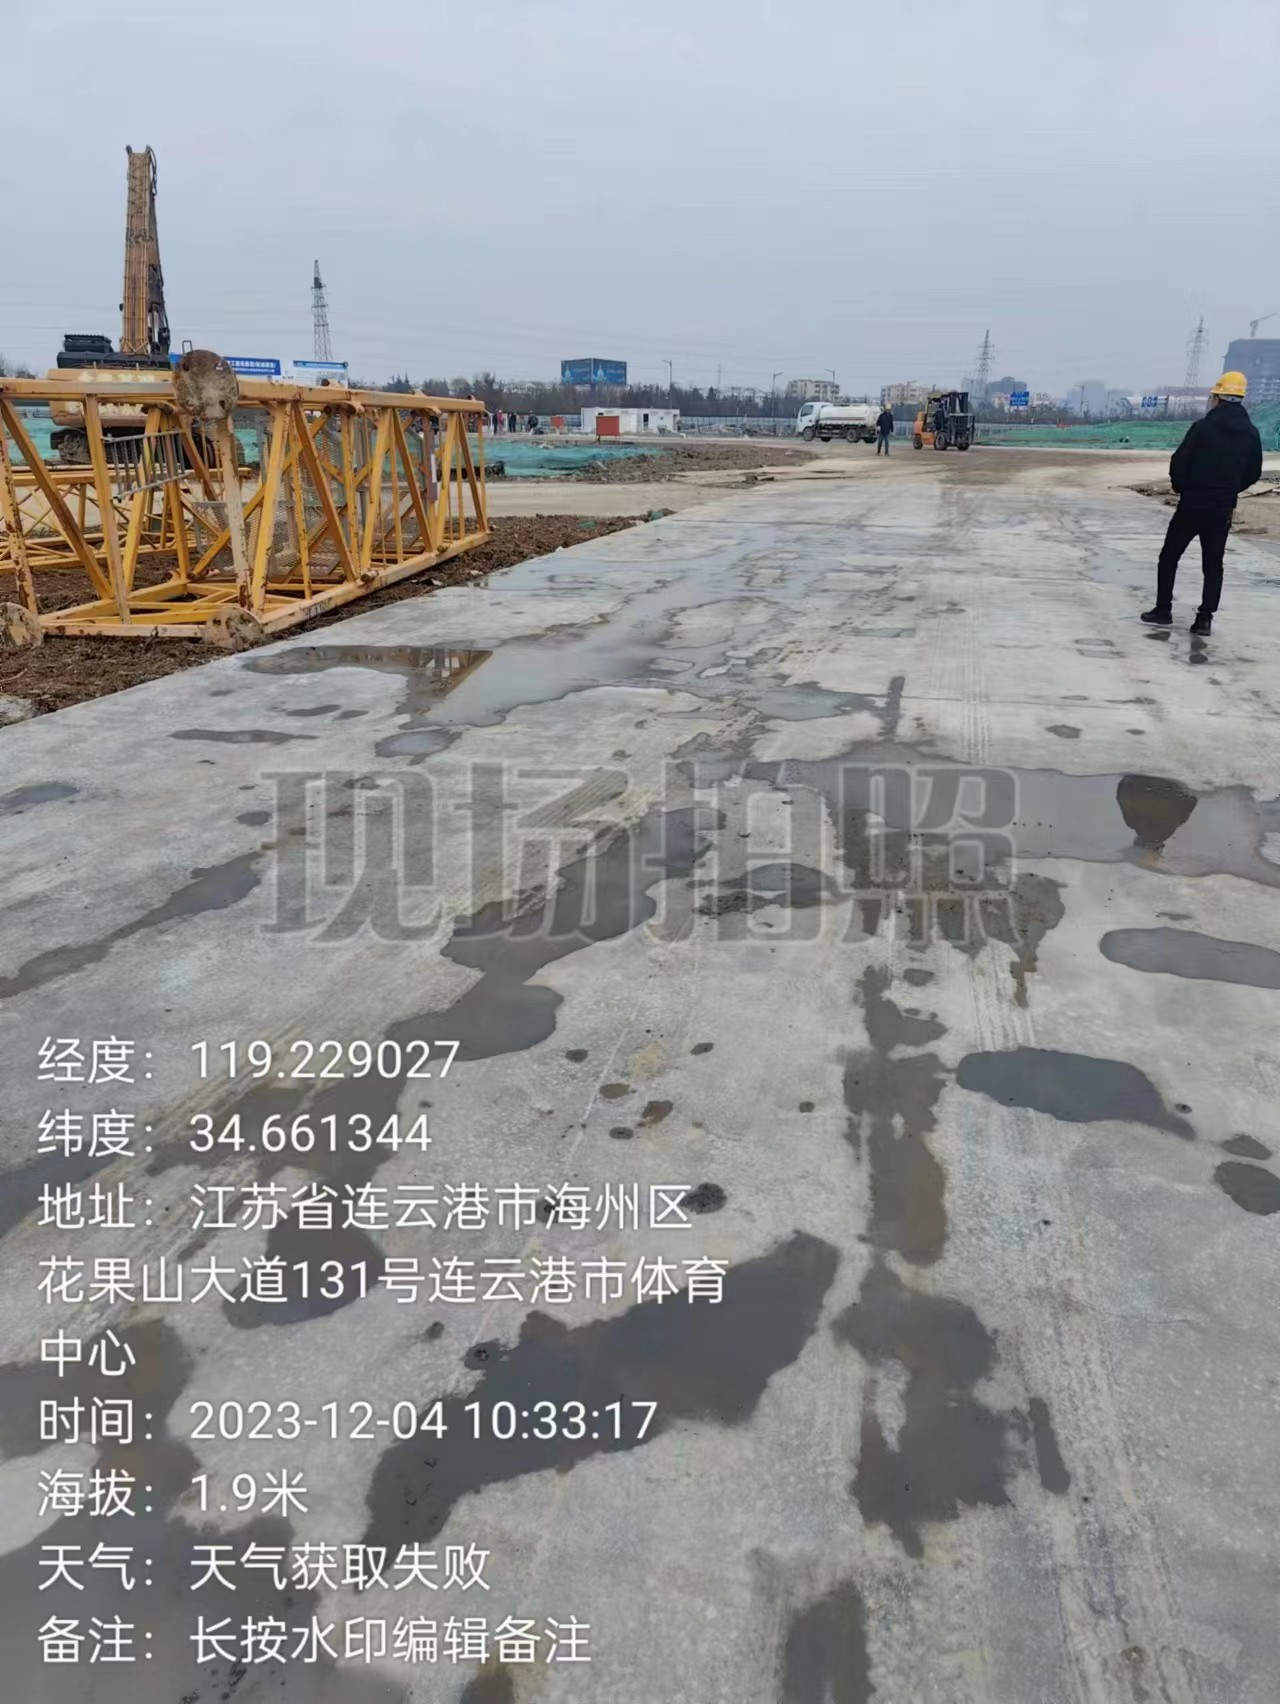 现场拍照
经度：119.229027
纬度：34.661344
地址：江苏省连云港市海州区
花果山大道131号连云港市体育
中心
时间：2023-12-04 10:33:17
海拔：1.9米
天气：天气获取失败
备注：长按水印编辑备注